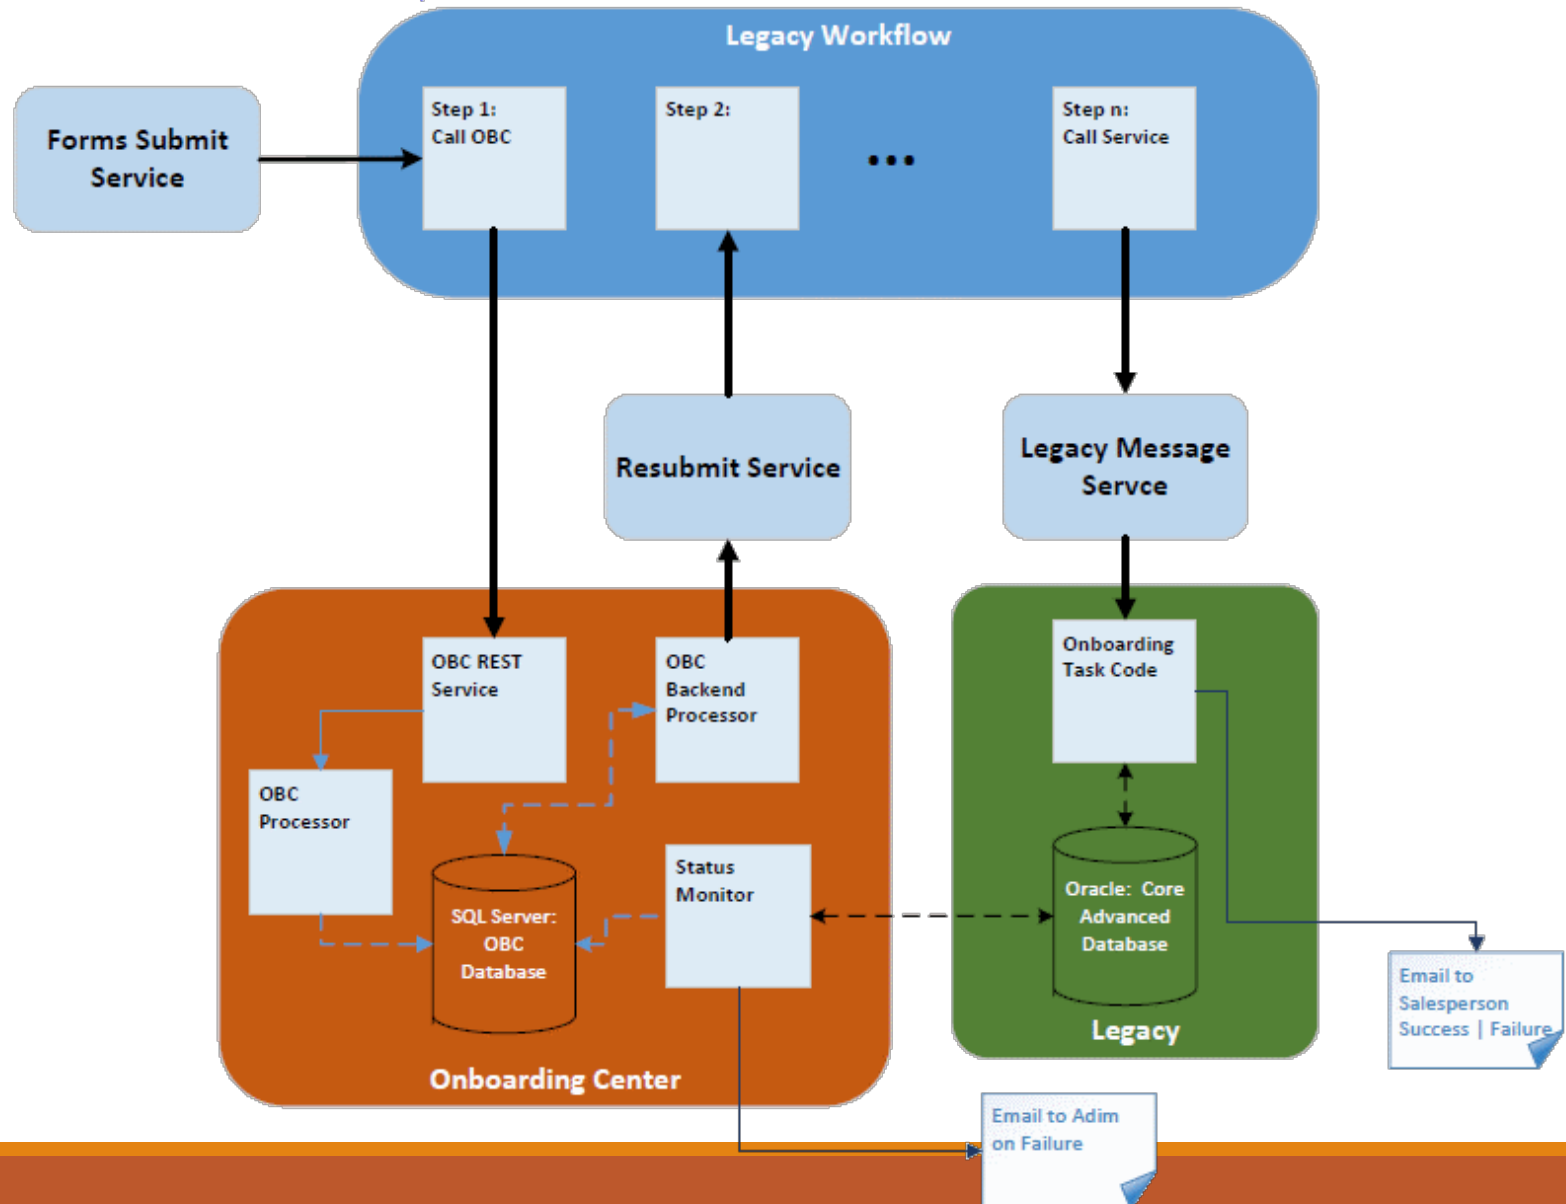 Legacy Workflow
Forms Submit
Service
Step 1:
Call OBC
Step 2:
•••
Step n:
Call Service
Resubmit Service
Legacy Message
Servce
OBC REST
Service
OBC
Backend
Processor
OBC
Processor
Status
Monitor
SQL Server:
OBC
Database
Onboarding Center
Onboarding
Task Code
Oracle: Core
Advanced
Database
Legacy
Email to
Salesperson
Success | Failure
Email to Adim
on Failure